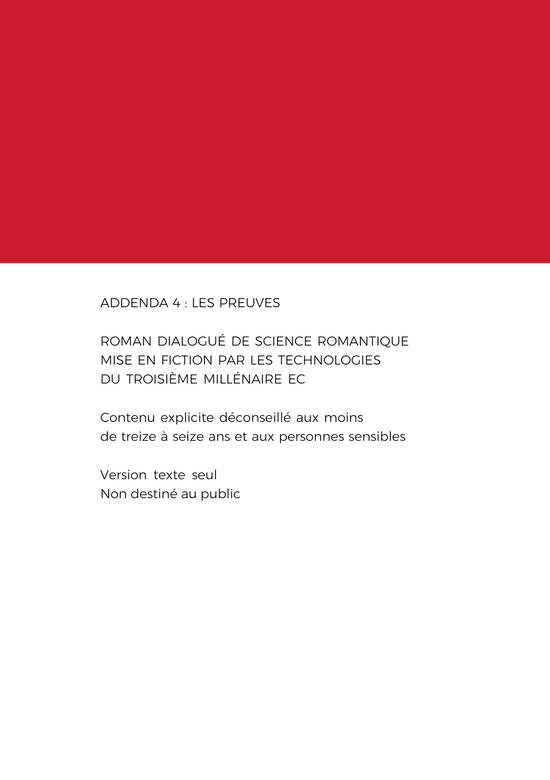 ADDENDA 4 : LES PREUVES
ROMAN DIALOGUÉ DE SCIENCE ROMANTIQUE
MISE EN FICTION PAR LES TECHNOLOGIES
DU TROISIÈME MILLÉNAIRE EC
Contenu explicite déconseillé aux moins
de treize à seize ans et aux personnes sensibles
Version texte seul
Non destiné au public